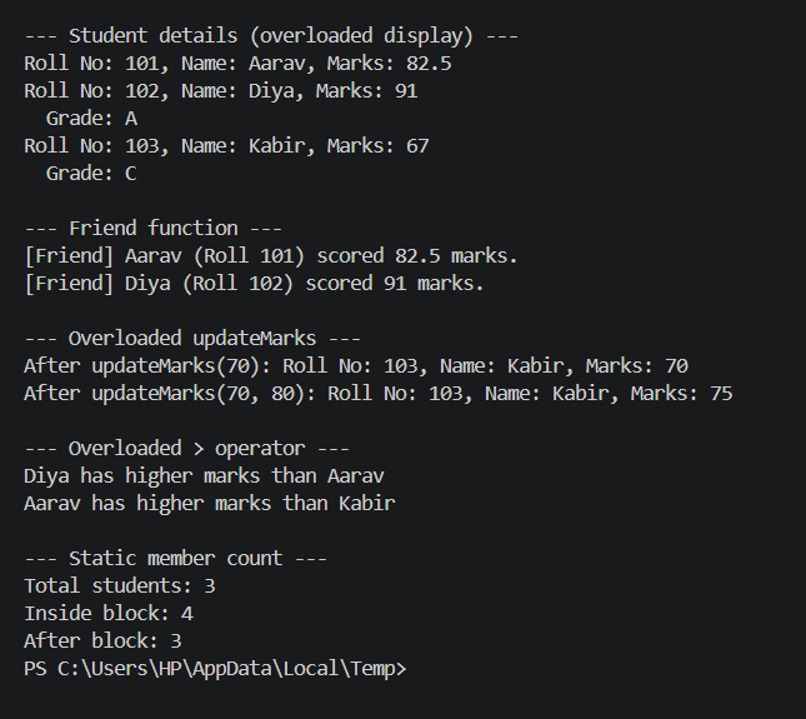 --- Student details (overloaded display) ---
Roll No: 101, Name: Aarav, Marks: 82.5
Roll No: 102, Name: Diya, Marks: 91
  Grade: A
Roll No: 103, Name: Kabir, Marks: 67
  Grade: C

--- Friend function ---
[Friend] Aarav (Roll 101) scored 82.5 marks.
[Friend] Diya (Roll 102) scored 91 marks.

--- Overloaded updateMarks ---
After updateMarks(70): Roll No: 103, Name: Kabir, Marks: 70
After updateMarks(70, 80): Roll No: 103, Name: Kabir, Marks: 75

--- Overloaded > operator ---
Diya has higher marks than Aarav
Aarav has higher marks than Kabir

--- Static member count ---
Total students: 3
Inside block: 4
After block: 3
PS C:\Users\HP\AppData\Local\Temp>